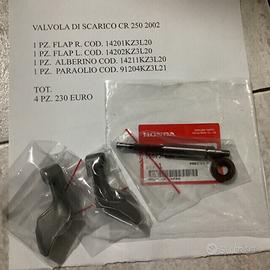 VALVOLA DI SCARICO CR 250 2002
1 PZ. FLAP R. COD. 14201KZ3L20
1 PZ. FLAP L. COD. 14202KZ3L20
1 PZ. ALBERINO COD. 14211KZ3L20
1 PZ. PARAOLIO COD. 91204KZ3L21
TOT.
4 PZ. 230 EURO
HONDA
subito